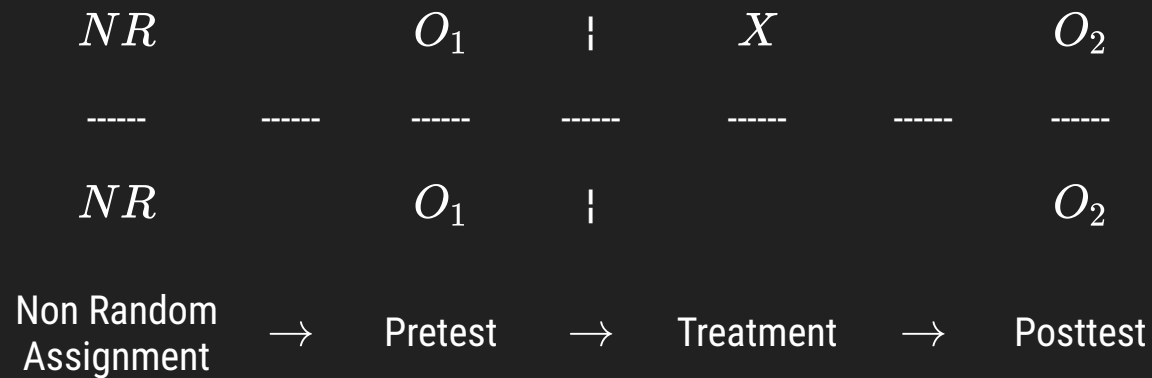 NR O₁ ¦ X O₂
------ ------ ------ ------ ------ ------ ------
NR O₁ ¦ O₂
Non Random Assignment → Pretest → Treatment → Posttest